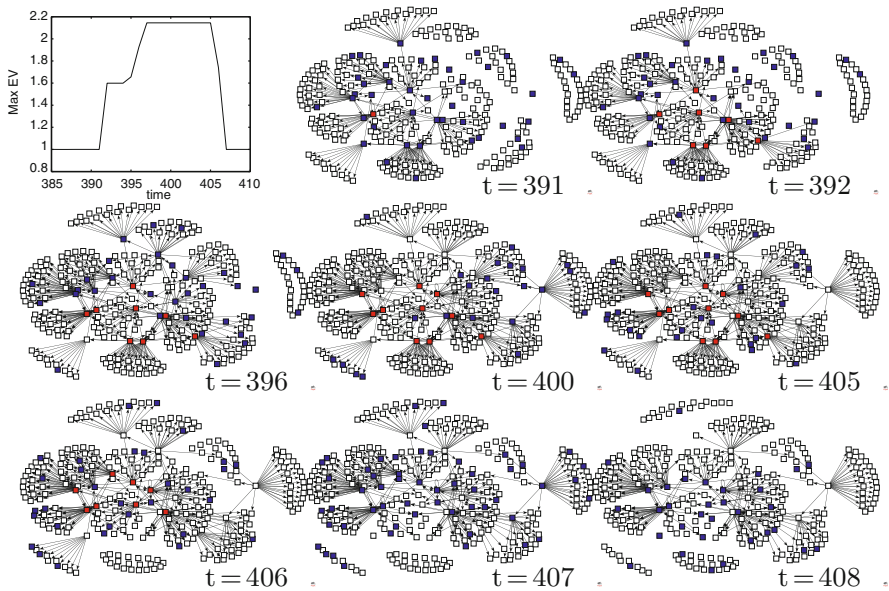 2.2
2
1.8
1.6
1.4
1.2
1
0.8
Max EV
385
390
395
400
405
410
time
t = 391
t = 392
t = 396
t = 400
t = 405
t = 406
t = 407
t = 408